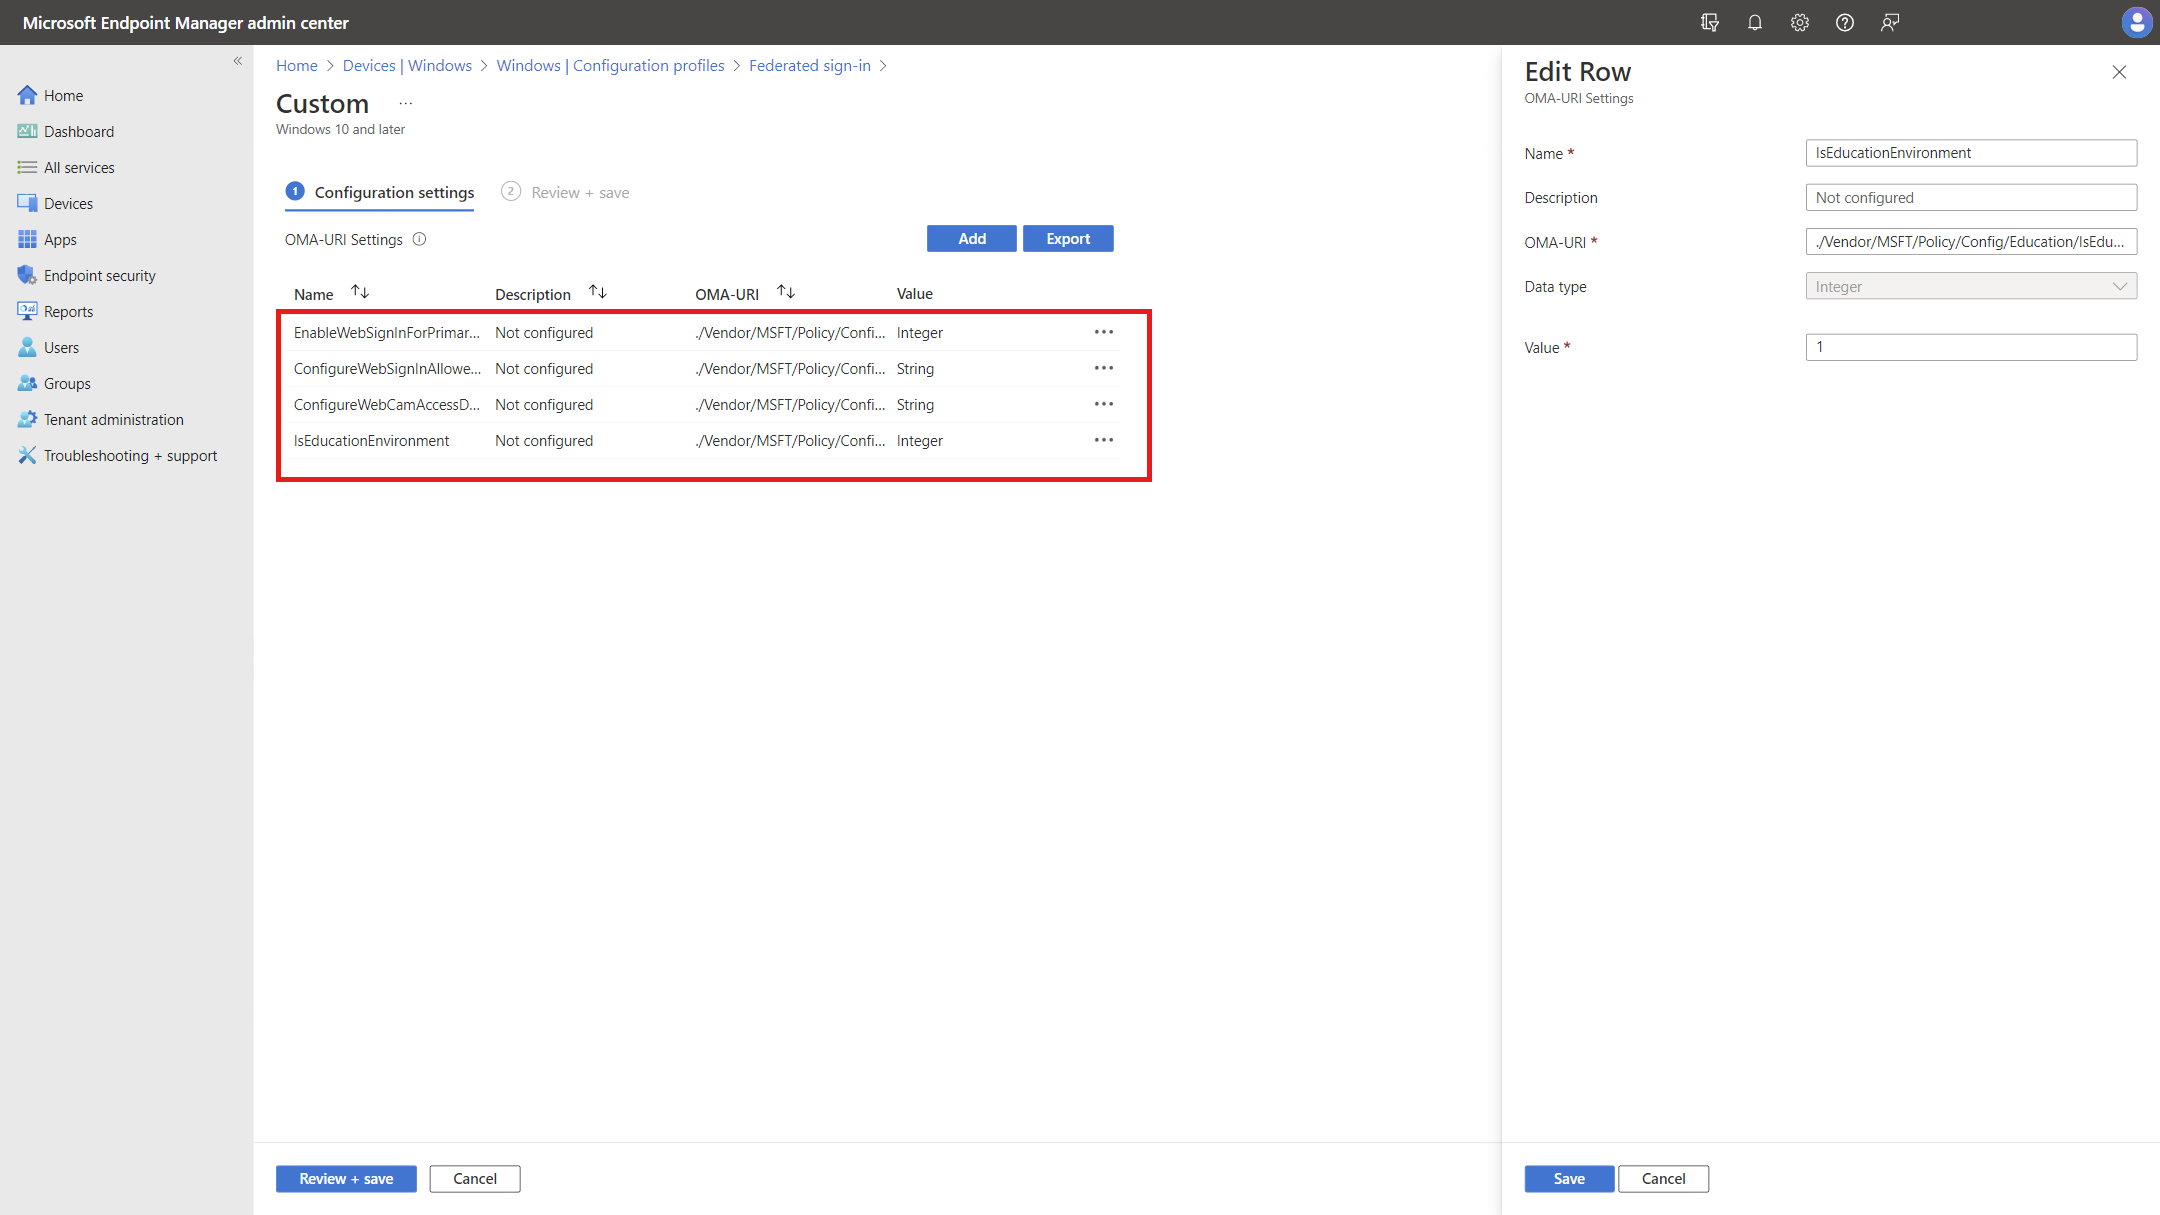 Microsoft Endpoint Manager admin center
Home
Dashboard
All services
Devices
Apps
Endpoint security
Reports
Users
Groups
Tenant administration
Troubleshooting + support
Home > Devices | Windows > Windows | Configuration profiles > Federated sign-in >
Custom ...
Windows 10 and later
1 Configuration settings 2 Review + save
OMA-URI Settings
Add Export
Name Description OMA-URI Value
EnableWebSignInForPrimar... Not configured ./Vendor/MSFT/Policy/Confi... Integer
ConfigureWebSignInAllowe... Not configured ./Vendor/MSFT/Policy/Confi... String
ConfigureWebCamAccessD... Not configured ./Vendor/MSFT/Policy/Confi... String
IsEducationEnvironment Not configured ./Vendor/MSFT/Policy/Confi... Integer
Review + save Cancel
Edit Row
OMA-URI Settings
Name * IsEducationEnvironment
Description Not configured
OMA-URI * ./Vendor/MSFT/Policy/Config/Education/IsEdu...
Data type Integer
Value * 1
Save Cancel